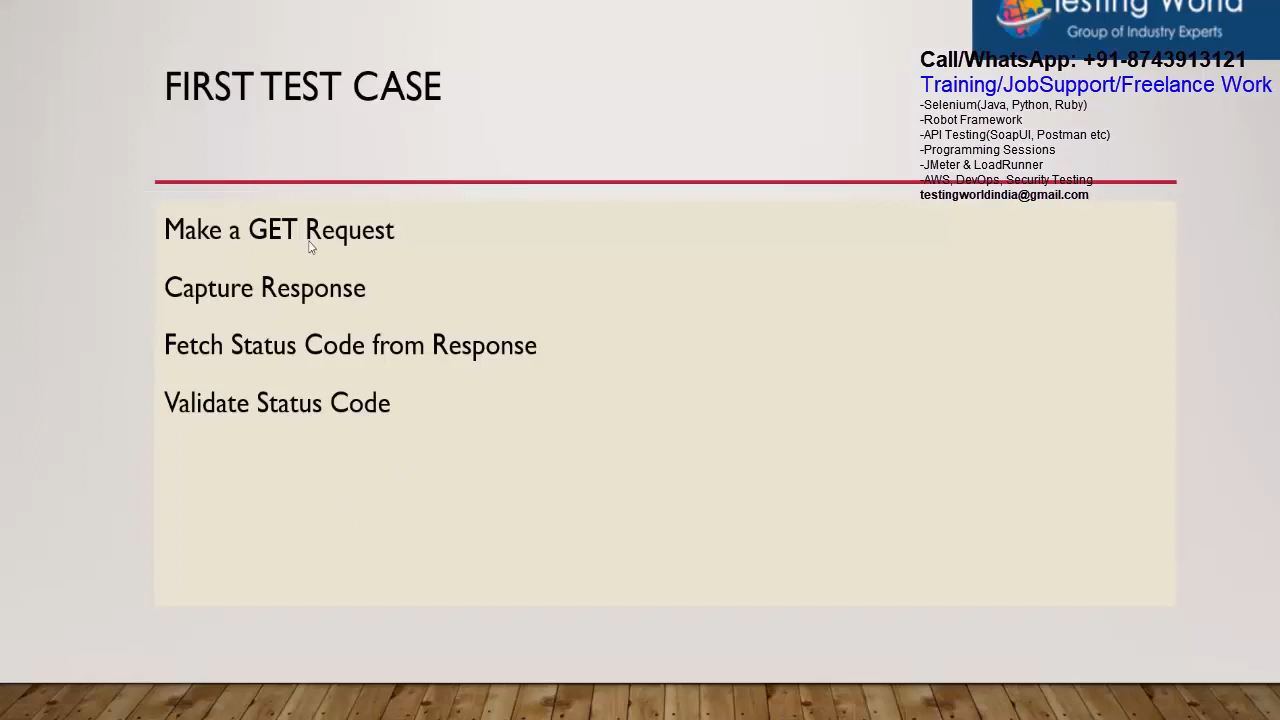 Testing World
Group of Industry Experts
Call/WhatsApp: +91-8743913121
Training/JobSupport/Freelance Work
-Selenium(Java, Python, Ruby)
-Robot Framework
-API Testing(SoapUI, Postman etc)
-Programming Sessions
-JMeter & LoadRunner
-AWS, DevOps, Security Testing
testingworldindia@gmail.com
FIRST TEST CASE
Make a GET Request
Capture Response
Fetch Status Code from Response
Validate Status Code